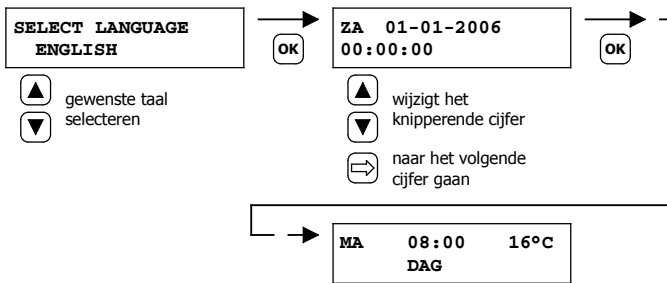 SELECT LANGUAGE
ENGLISH
OK
gewenste taal
selecteren
ZA 01-01-2006
00:00:00
OK
wijzigt het
knipperende cijfer
naar het volgende
cijfer gaan
MA 08:00 16°C
DAG